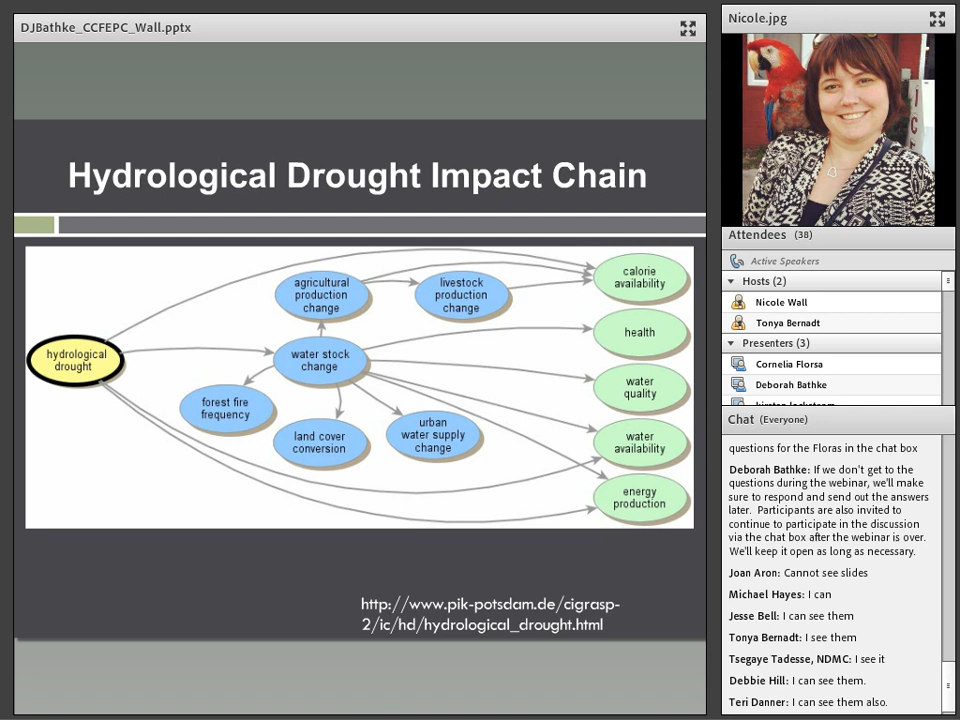 DJBathke_CCFEPC_Wall.pptx
Hydrological Drought Impact Chain
hydrological
drought
agricultural
production
change
livestock
production
change
water stock
change
forest fire
frequency
land cover
conversion
urban
water supply
change
calorie
availability
health
water
quality
water
availability
energy
production
http://www.pik-potsdam.de/cigrasp-
2/ic/hd/hydrological_drought.html
Nicole.jpg
I
C
Attendees (38)
Active Speakers
Hosts (2)
Nicole Wall
Tonya Bernadt
Presenters (3)
Cornelia Florsa
Deborah Bathke
Chat (Everyone)
questions for the Floras in the chat box
Deborah Bathke: If we don't get to the
questions during the webinar, we'll make
sure to respond and send out the answers
later. Participants are also invited to
continue to participate in the discussion
via the chat box after the webinar is over.
We'll keep it open as long as necessary.
Joan Aron: Cannot see slides
Michael Hayes: I can
Jesse Bell: I can see them
Tonya Bernadt: I see them
Tsegaye Tadesse, NDMC: I see it
Debbie Hill: I can see them.
Teri Danner: I can see them also.